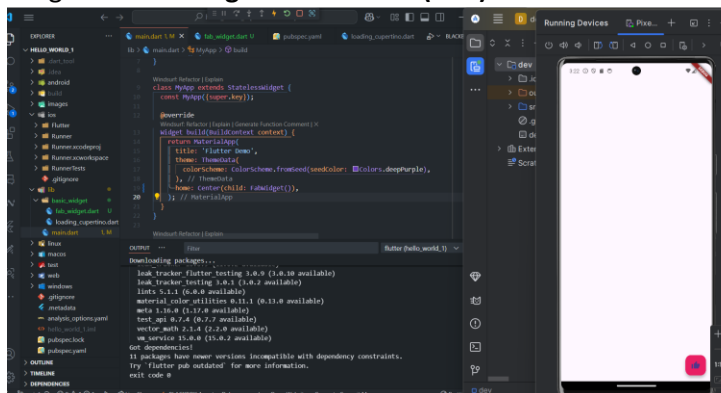 Running Devices
Pixe...
EXPLORER
main.dart 1, M
fab_widget.dart U
pubspec.yaml
loading_cupertino.dart
lib > main.dart > MyApp > build
HELLO_WORLD_1
.dart_tool
.idea
android
build
images
ios
Flutter
Runner
Runner.xcodeproj
Runner.xcworkspace
RunnerTests
.gitignore
lib
basic_widget
fab_widget.dart U
loading_cupertino.dart
main.dart 1, M
linux
macos
test
web
windows
.gitignore
.metadata
analysis_options.yaml
hello_world_1.iml
pubspec.lock
pubspec.yaml
OUTLINE
TIMELINE
DEPENDENCIES
}
Windsurf: Refactor | Explain
class MyApp extends StatelessWidget {
const MyApp({super.key});
@override
Windsurf: Refactor | Explain | Generate Function Comment | X
Widget build(BuildContext context) {
return MaterialApp(
title: 'Flutter Demo',
theme: ThemeData(
colorScheme: ColorScheme.fromSeed(seedColor: Colors.deepPurple),
), // ThemeData
home: Center(child: FabWidget()),
20 ); // MaterialApp
}
}
Windsurf: Refactor | Explain
OUTPUT
Filter
flutter (hello_world_1)
Downloading packages...
leak_tracker_flutter_testing 3.0.9 (3.0.10 available)
leak_tracker_testing 3.0.1 (3.0.2 available)
lints 5.1.1 (6.0.0 available)
material_color_utilities 0.11.1 (0.13.0 available)
meta 1.16.0 (1.17.0 available)
test_api 0.7.4 (0.7.7 available)
vector_math 2.1.4 (2.2.0 available)
vm_service 15.0.0 (15.0.2 available)
Got dependencies!
11 packages have newer versions incompatible with dependency constraints.
Try `flutter pub outdated` for more information.
exit code 0
dev
Exter
Scrat
dev